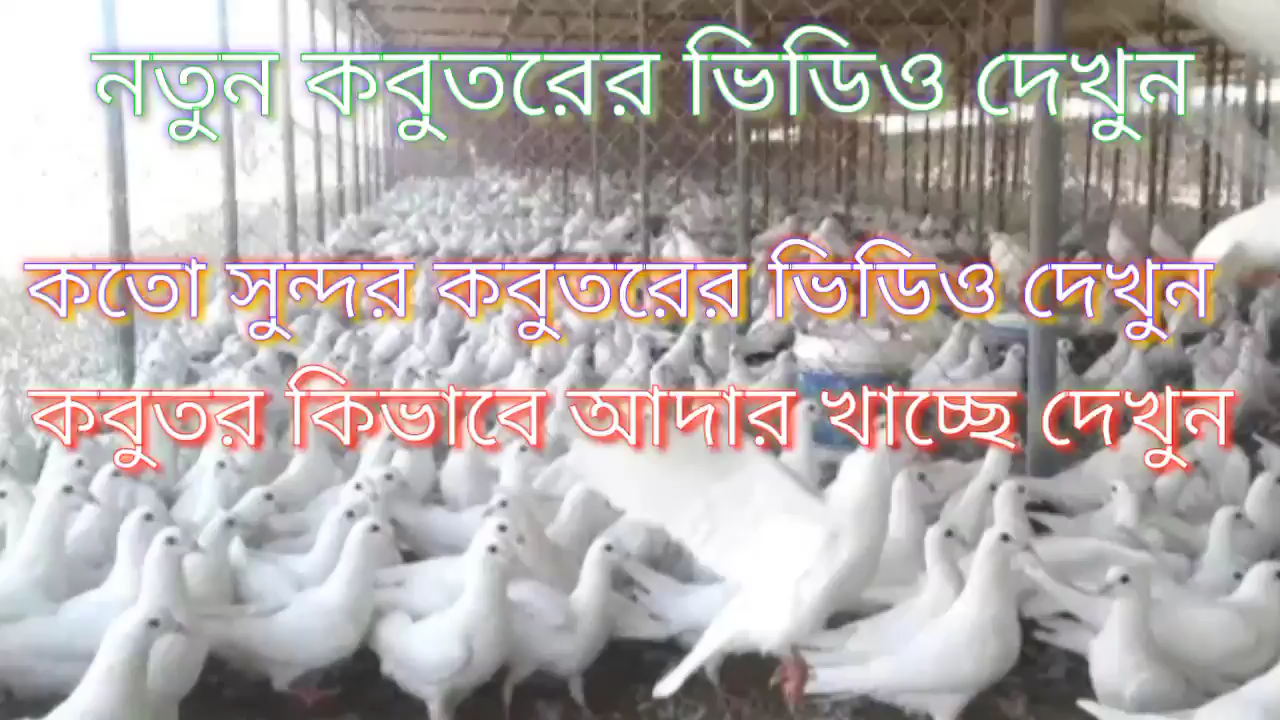 নতুন কবুতরের ভিডিও দেখুন
কতো সুন্দর কবুতরের ভিডিও দেখুন
কবুতর কিভাবে আদার খাচ্ছে দেখুন